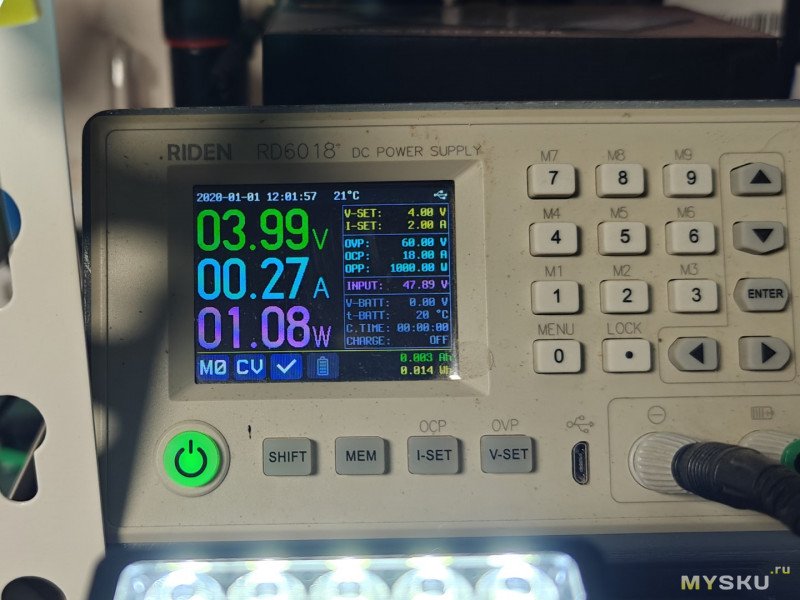 RIDEN RD6018 DC POWER SUPPLY
2020-01-01 12:01:57 21°C
03.99V
00.27A
01.08W
V-SET: 4.00 V
I-SET: 2.00 A
OVP: 60.00 V
OCP: 18.00 A
OPP: 1000.00 W
INPUT: 47.89 V
V-BATT: 0.00 V
t-BATT: 20 °C
C.TIME: 00:00:00
CHARGE: OFF
0.003 Ah
0.014 Wh
M0 CV
M7 M8 M9
7 8 9
M4 M5 M6
4 5 6
M1 M2 M3
1 2 3 ENTER
MENU LOCK
0 •
OCP OVP
SHIFT MEM I-SET V-SET
MYSKU.ru